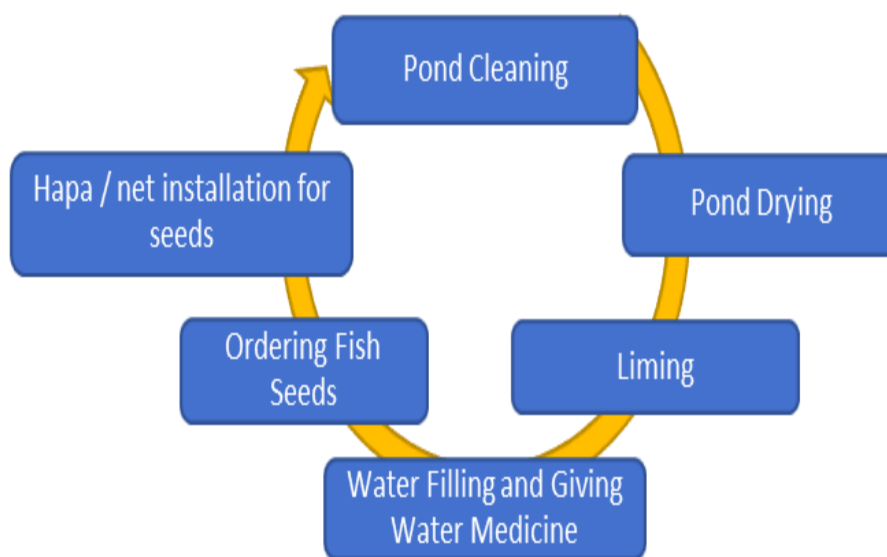 Pond Cleaning
Pond Drying
Liming
Water Filling and Giving
Water Medicine
Ordering Fish
Seeds
Hapa / net installation for
seeds